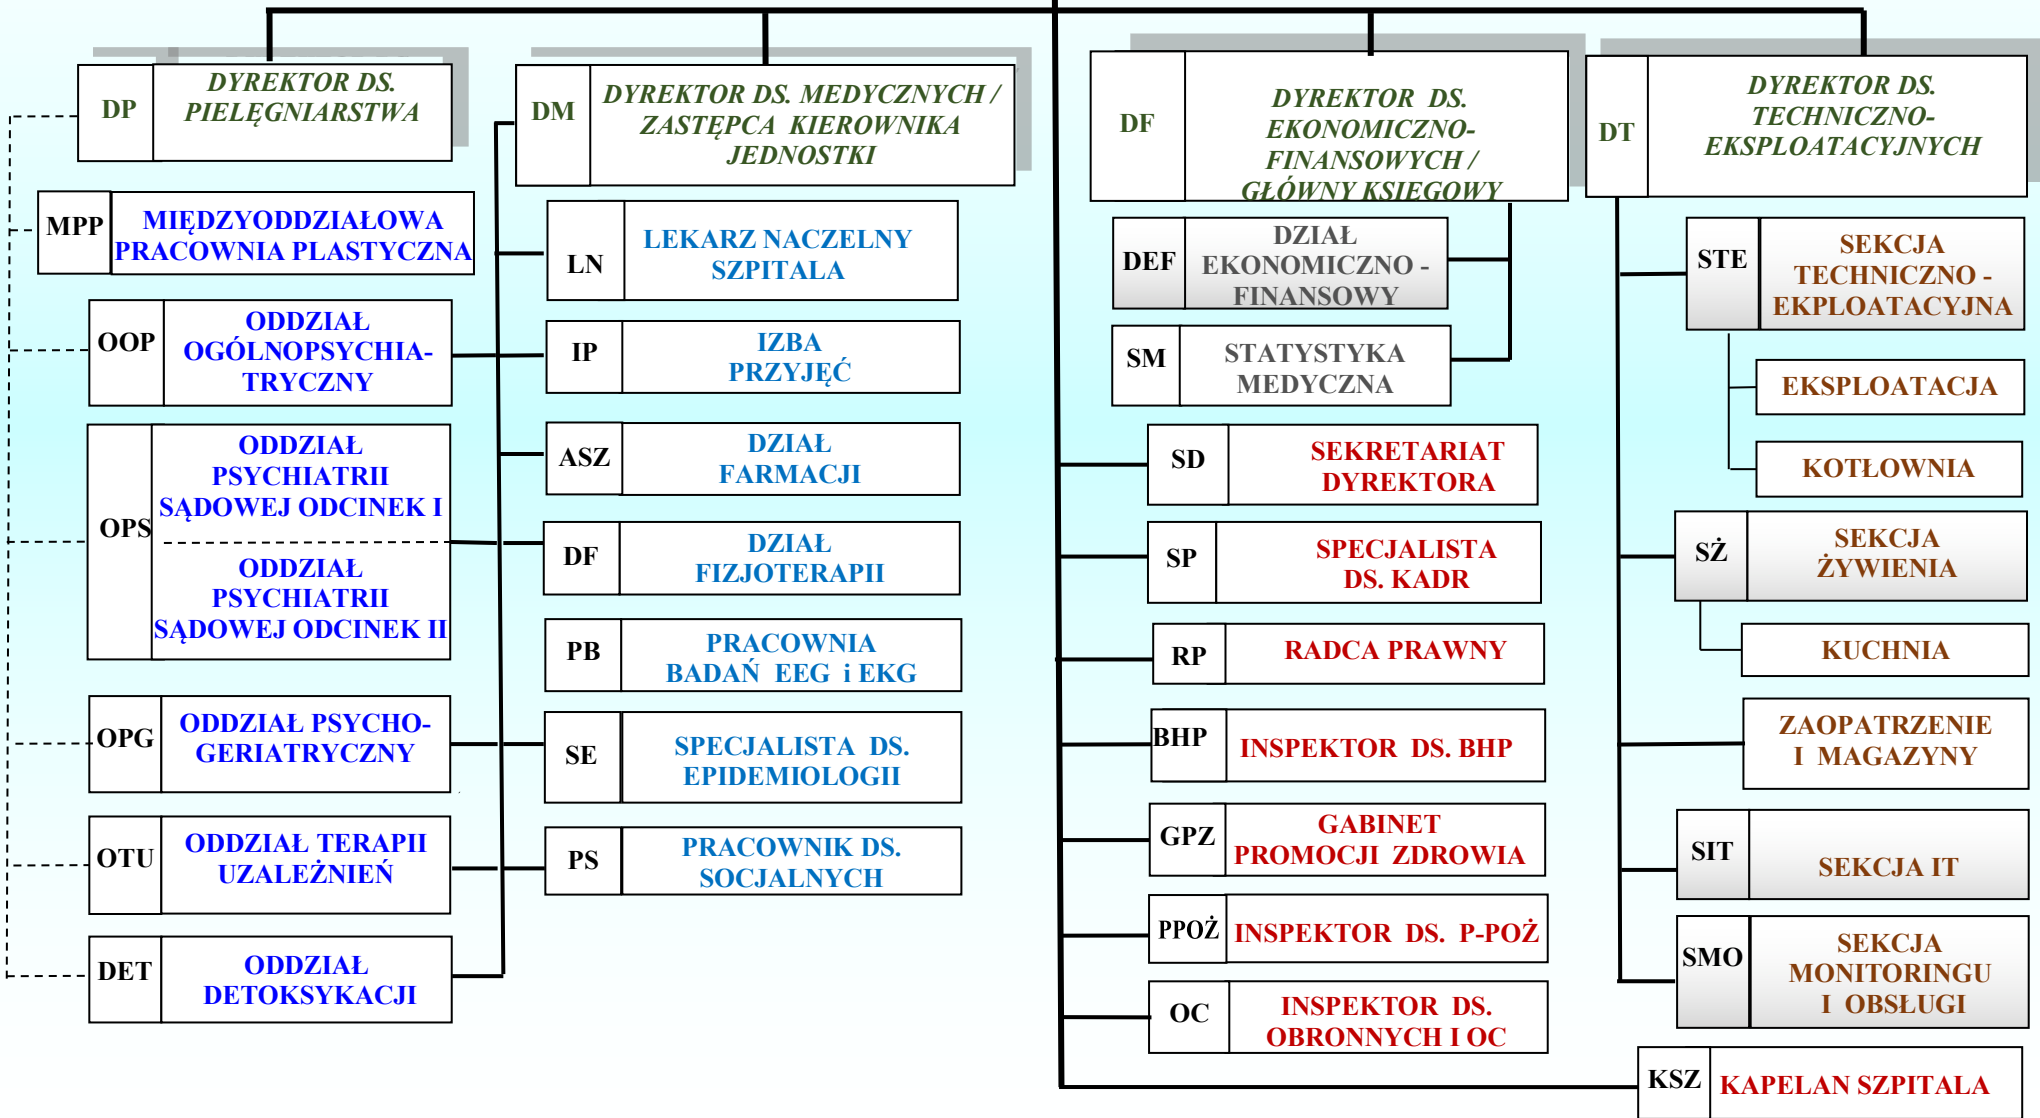 DP
DYREKTOR DS.
PIELĘGNIARSTWA
MPP
MIĘDZYODDZIAŁOWA
PRACOWNIA PLASTYCZNA
OOP
ODDZIAŁ
OGÓLNOPSYCHIA-
TRYCZNY
OPS
ODDZIAŁ
PSYCHIATRII
SĄDOWEJ ODCINEK I
ODDZIAŁ
PSYCHIATRII
SĄDOWEJ ODCINEK II
OPG
ODDZIAŁ PSYCHO-
GERIATRYCZNY
OTU
ODDZIAŁ TERAPII
UZALEŻNIEŃ
DET
ODDZIAŁ
DETOKSYKACJI
DM
DYREKTOR DS. MEDYCZNYCH /
ZASTĘPCA KIEROWNIKA
JEDNOSTKI
LN
LEKARZ NACZELNY
SZPITALA
IP
IZBA
PRZYJĘĆ
ASZ
DZIAŁ
FARMACJI
DF
DZIAŁ
FIZJOTERAPII
PB
PRACOWNIA
BADAŃ EEG i EKG
SE
SPECJALISTA DS.
EPIDEMIOLOGII
PS
PRACOWNIK DS.
SOCJALNYCH
DF
DYREKTOR DS.
EKONOMICZNO-
FINANSOWYCH /
GŁÓWNY KSIEGOWY
DEF
DZIAŁ
EKONOMICZNO -
FINANSOWY
SM
STATYSTYKA
MEDYCZNA
SD
SEKRETARIAT
DYREKTORA
SP
SPECJALISTA
DS. KADR
RP
RADCA PRAWNY
BHP
INSPEKTOR DS. BHP
GPZ
GABINET
PROMOCJI ZDROWIA
PPOŻ
INSPEKTOR DS. P-POŻ
OC
INSPEKTOR DS.
OBRONNYCH I OC
DT
DYREKTOR DS.
TECHNICZNO-
EKSPLOATACYJNYCH
STE
SEKCJA
TECHNICZNO -
EKPLOATACYJNA
EKSPLOATACJA
KOTŁOWNIA
SŻ
SEKCJA
ŻYWIENIA
KUCHNIA
ZAOPATRZENIE
I MAGAZYNY
SIT
SEKCJA IT
SMO
SEKCJA
MONITORINGU
I OBSŁUGI
KSZ
KAPELAN SZPITALA